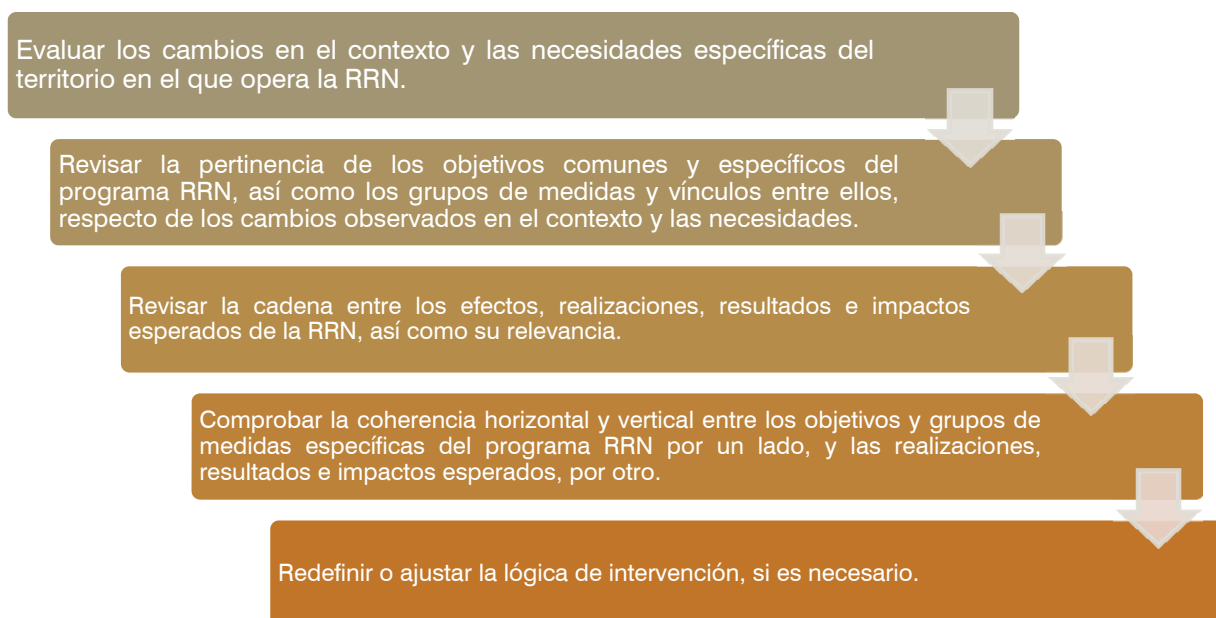 Evaluar los cambios en el contexto y las necesidades específicas del
territorio en el que opera la RRN.
Revisar la pertinencia de los objetivos comunes y específicos del
programa RRN, así como los grupos de medidas y vínculos entre ellos,
respecto de los cambios observados en el contexto y las necesidades.
Revisar la cadena entre los efectos, realizaciones, resultados e impactos
esperados de la RRN, así como su relevancia.
Comprobar la coherencia horizontal y vertical entre los objetivos y grupos de
medidas específicas del programa RRN por un lado, y las realizaciones,
resultados e impactos esperados, por otro.
Redefinir o ajustar la lógica de intervención, si es necesario.